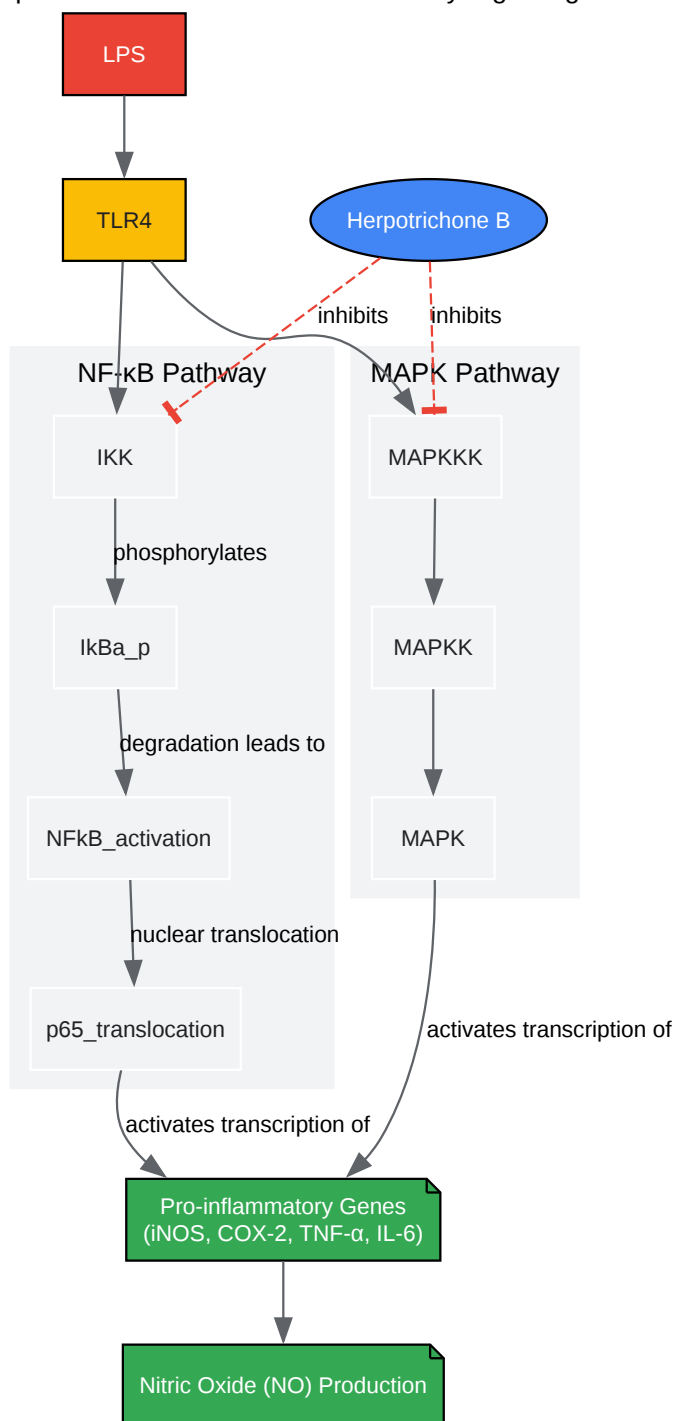 LPS
TLR4
Herpotrichone B
inhibits
inhibits
NF-κB Pathway
MAPK Pathway
IKK
MAPKKK
phosphorylates
IkBa_p
MAPKK
degradation leads to
NFkB_activation
MAPK
nuclear translocation
p65_translocation
activates transcription of
activates transcription of
Pro-inflammatory Genes
(iNOS, COX-2, TNF-α, IL-6)
Nitric Oxide (NO) Production